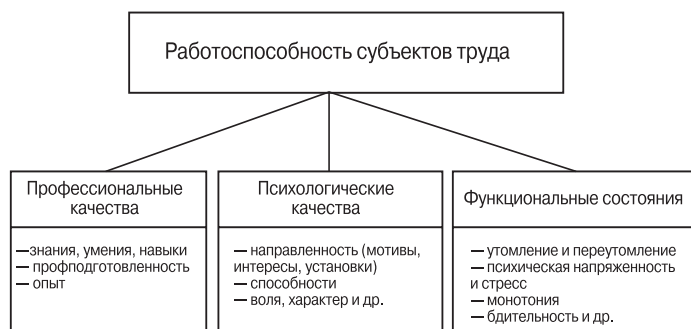 Работоспособность субъектов труда
Профессиональные
качества
—знания, умения, навыки
— профподготовленность
— опыт
Психологические
качества
— направленность (мотивы,
интересы, установки)
— способности
— воля, характер и др.
Функциональные состояния
— утомление и переутомление
— психическая напряженность
и стресс
— монотония
— бдительность и др.